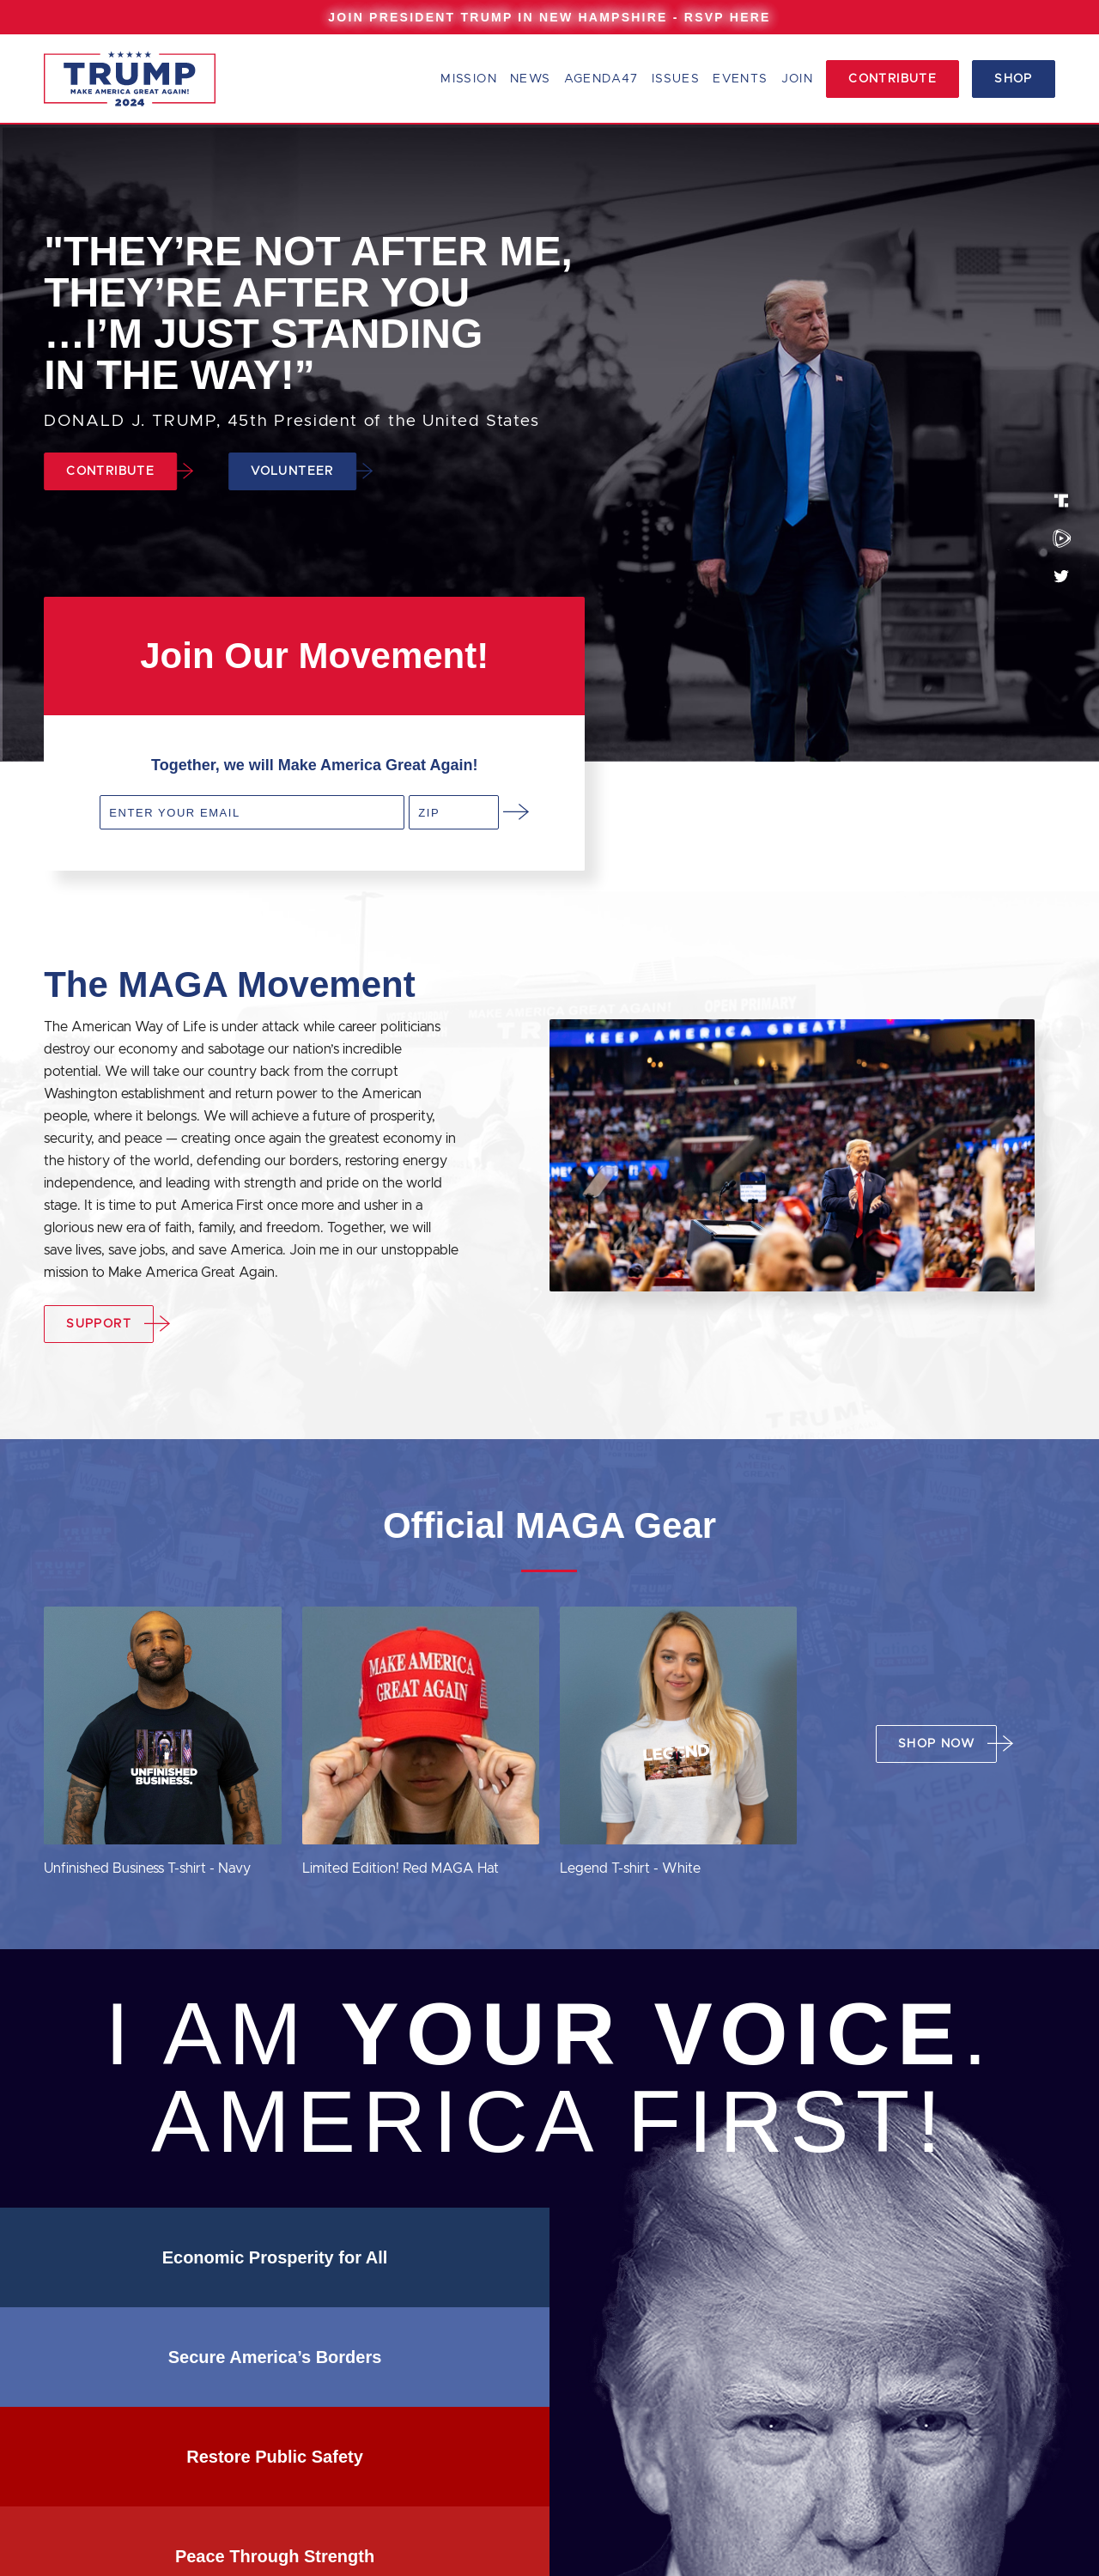 JOIN PRESIDENT TRUMP IN NEW HAMPSHIRE - RSVP HERE
TRUMP
MAKE AMERICA GREAT AGAIN!
2024
MISSION NEWS AGENDA47 ISSUES EVENTS JOIN CONTRIBUTE SHOP
"THEY’RE NOT AFTER ME,
THEY’RE AFTER YOU
…I’M JUST STANDING
IN THE WAY!”
DONALD J. TRUMP, 45th President of the United States
CONTRIBUTE VOLUNTEER
Join Our Movement!
Together, we will Make America Great Again!
ENTER YOUR EMAIL ZIP
The MAGA Movement
The American Way of Life is under attack while career politicians
destroy our economy and sabotage our nation's incredible
potential. We will take our country back from the corrupt
Washington establishment and return power to the American
people, where it belongs. We will achieve a future of prosperity,
security, and peace — creating once again the greatest economy in
the history of the world, defending our borders, restoring energy
independence, and leading with strength and pride on the world
stage. It is time to put America First once more and usher in a
glorious new era of faith, family, and freedom. Together, we will
save lives, save jobs, and save America. Join me in our unstoppable
mission to Make America Great Again.
KEEP AMERICA GREAT!
SUPPORT
Official MAGA Gear
UNFINISHED
BUSINESS.
MAKE AMERICA
GREAT AGAIN
LEGEND
SHOP NOW
Unfinished Business T-shirt - Navy
Limited Edition! Red MAGA Hat
Legend T-shirt - White
I AM YOUR VOICE.
AMERICA FIRST!
Economic Prosperity for All
Secure America’s Borders
Restore Public Safety
Peace Through Strength